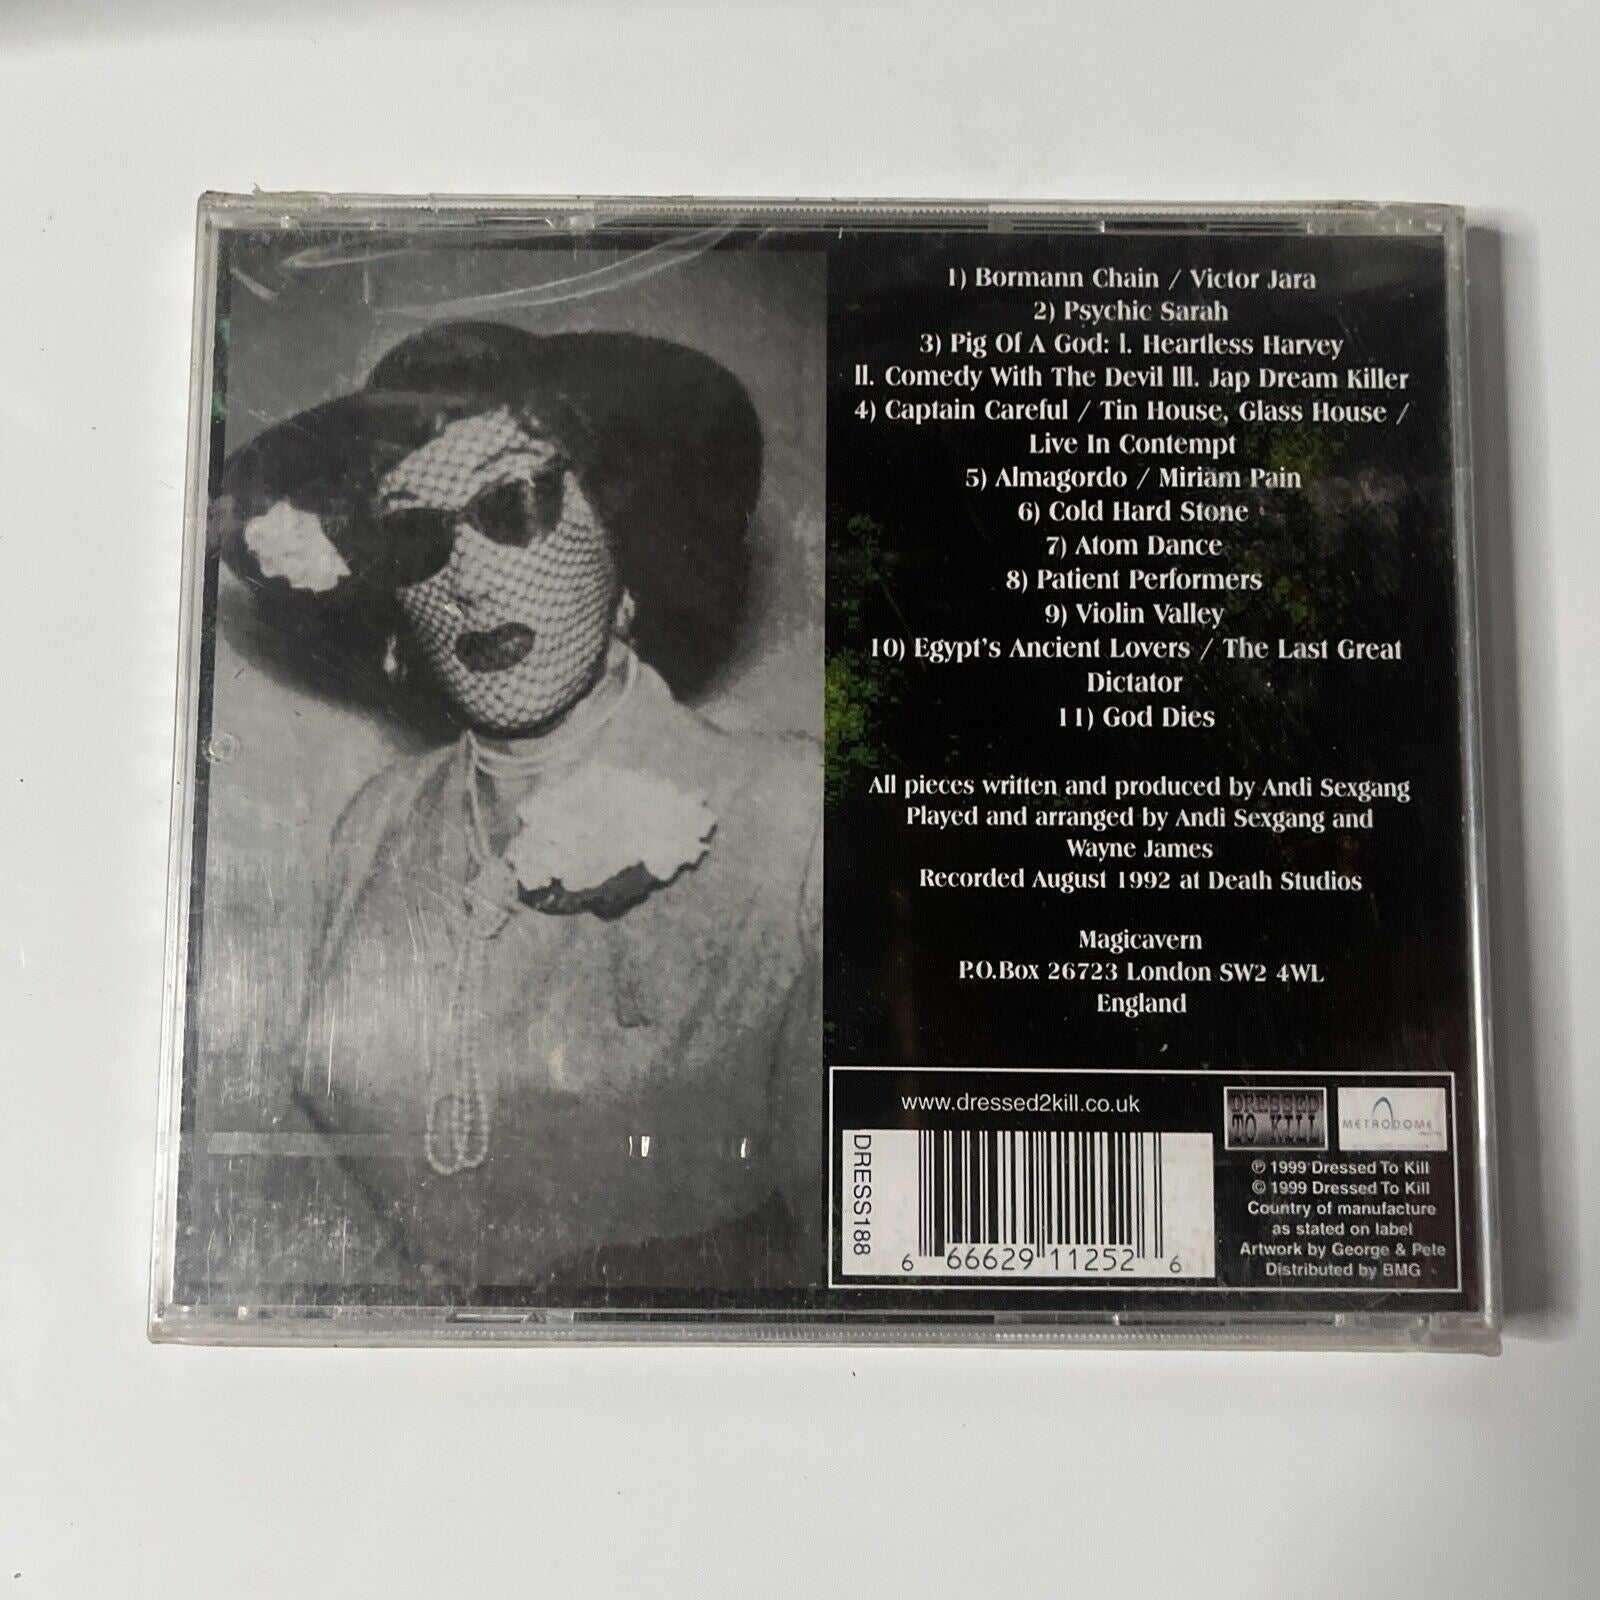 1) Bormann Chain / Victor Jara
2) Psychic Sarah
3) Pig Of A God: l. Heartless Harvey
ll. Comedy With The Devil lll. Jap Dream Killer
4) Captain Careful / Tin House, Glass House /
Live In Contempt
5) Almagordo / Miriam Pain
6) Cold Hard Stone
7) Atom Dance
8) Patient Performers
9) Violin Valley
10) Egypt's Ancient Lovers / The Last Great
Dictator
11) God Dies
All pieces written and produced by Andi Sexgang
Played and arranged by Andi Sexgang and
Wayne James
Recorded August 1992 at Death Studios
Magicavern
P.O.Box 26723 London SW2 4WL
England
www.dressed2kill.co.uk
DRESSED
TO KILL
METRODOME
DRESS188
6 66629 11252 6
℗ 1999 Dressed To Kill
© 1999 Dressed To Kill
Country of manufacture
as stated on label
Artwork by George & Pete
Distributed by BMG